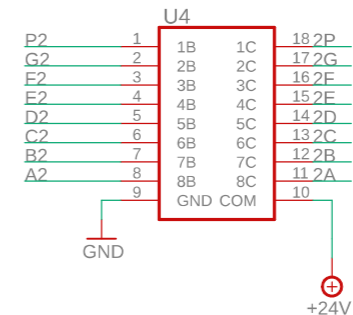 U4
P2 1 1B 1C 18 2P
G2 2 2B 2C 17 2G
F2 3 3B 3C 16 2F
E2 4 4B 4C 15 2E
D2 5 5B 5C 14 2D
C2 6 6B 6C 13 2C
B2 7 7B 7C 12 2B
A2 8 8B 8C 11 2A
9 GND COM 10
GND
+24V